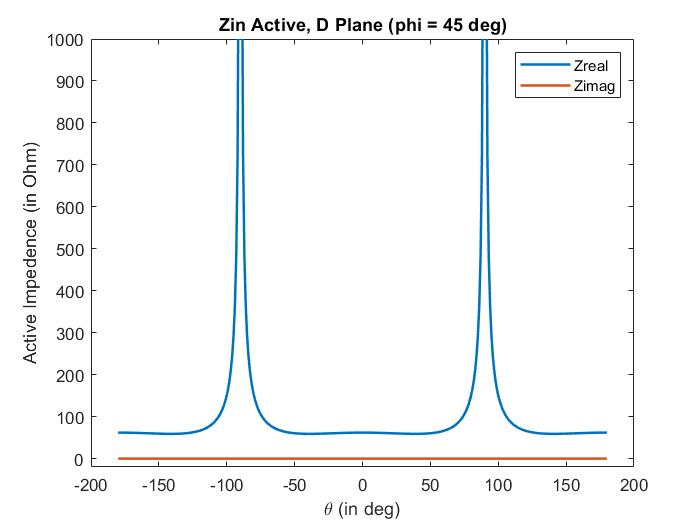 Zin Active, D Plane (phi = 45 deg)
Zreal
Zimag
Active Impedence (in Ohm)
1000
900
800
700
600
500
400
300
200
100
0
-200 -150 -100 -50 0 50 100 150 200
θ (in deg)